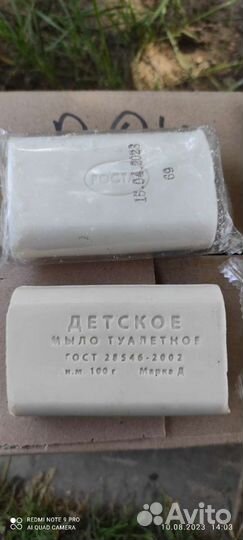 РОСТ
15.04.2023
69
ДЕТСКОЕ
МЫЛО ТУАЛЕТНОЕ
ГОСТ 28546-2002
н.м. 100 г Марка Д
REDMI NOTE 9 PRO
AI QUAD CAMERA
Avito
10.08.2023 14:03